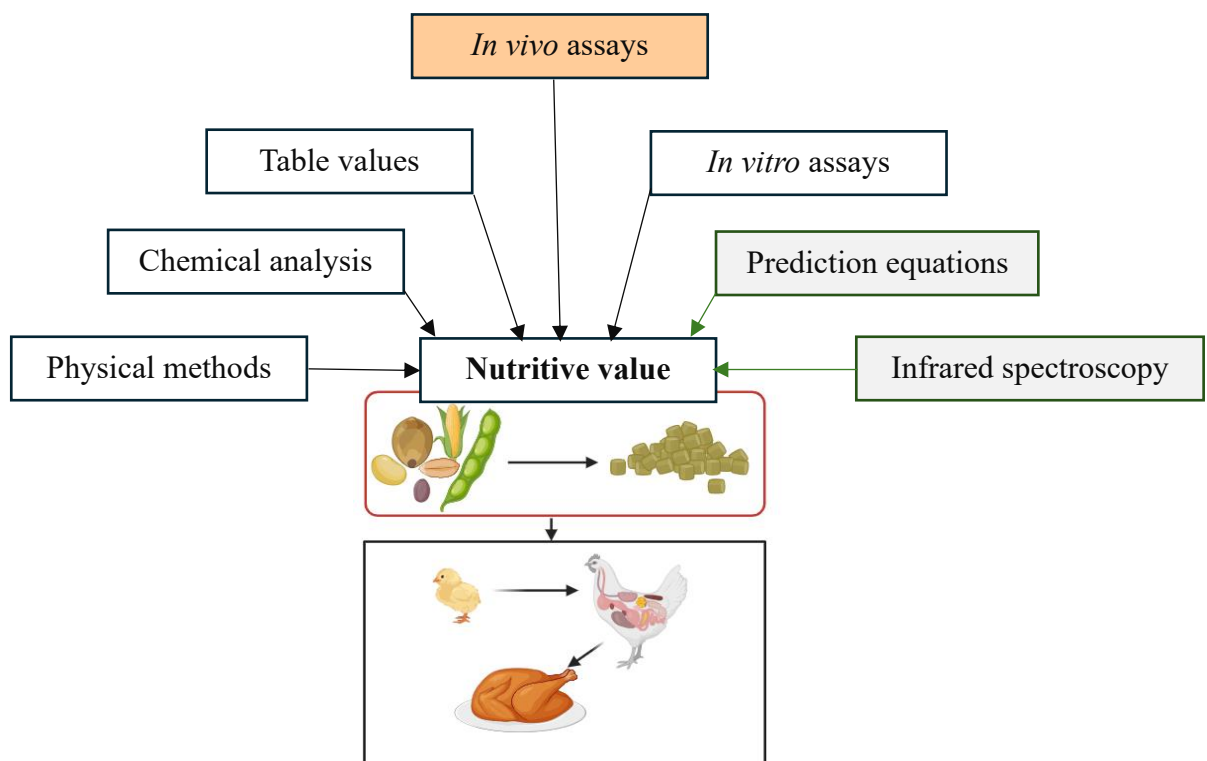 In vivo assays
Table values
In vitro assays
Chemical analysis
Prediction equations
Physical methods
Nutritive value
Infrared spectroscopy